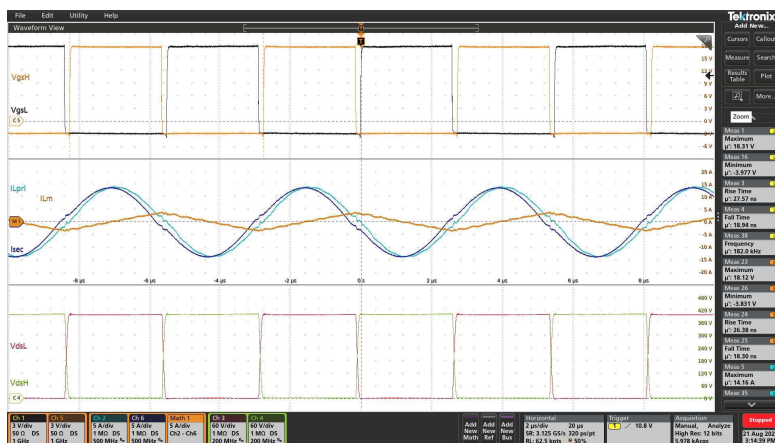 File Edit Utility Help
Tektronix
Waveform View
Add New...
Cursors Callout
Measure Search
Results Table Plot
More...
Zoom
VgsH
VgsL
C 5
T
15 V
12 V
9 V
6 V
3 V
0 V
-6 V
ILpri
ILm
M 1
Isec
20 A
15 A
10 A
5 A
-5 A
-10 A
-15 A
-20 A
-8 µs -6 µs -4 µs -2 µs 0 s 2 µs 4 µs 6 µs 8 µs
VdsL
VdsH
C 4
480 V
420 V
360 V
300 V
240 V
180 V
120 V
60 V
Meas 1
Maximum
µ': 18.31 V
Meas 16
Minimum
µ': -3.977 V
Meas 3
Rise Time
µ': 27.57 ns
Meas 4
Fall Time
µ': 18.94 ns
Meas 38
Frequency
µ': 182.0 kHz
Meas 23
Maximum
µ': 18.12 V
Meas 26
Minimum
µ': -3.831 V
Meas 24
Rise Time
µ': 26.38 ns
Meas 25
Fall Time
µ': 18.30 ns
Meas 5
Maximum
µ': 14.16 A
Meas 35
Ch 1
3 V/div
50 Ω DS
1 GHz
Ch 5
3 V/div
50 Ω DS
1 GHz
Ch 2
5 A/div
1 MΩ DS
500 MHz
Ch 6
5 A/div
1 MΩ DS
500 MHz
Math 1
5 A/div
Ch2 - Ch6
Ch 3
60 V/div
1 MΩ DS
200 MHz
Ch 4
60 V/div
1 MΩ DS
200 MHz
Add New Math
Add New Ref
Add New Bus
Horizontal
2 µs/div 20 µs
SR: 3.125 GS/s 320 ps/pt
RL: 62.5 kpts 50%
Trigger
1 10.8 V
Acquisition
Manual, Analyze
High Res: 12 bits
5.978 kAcqs
Stopped
21 Aug 202